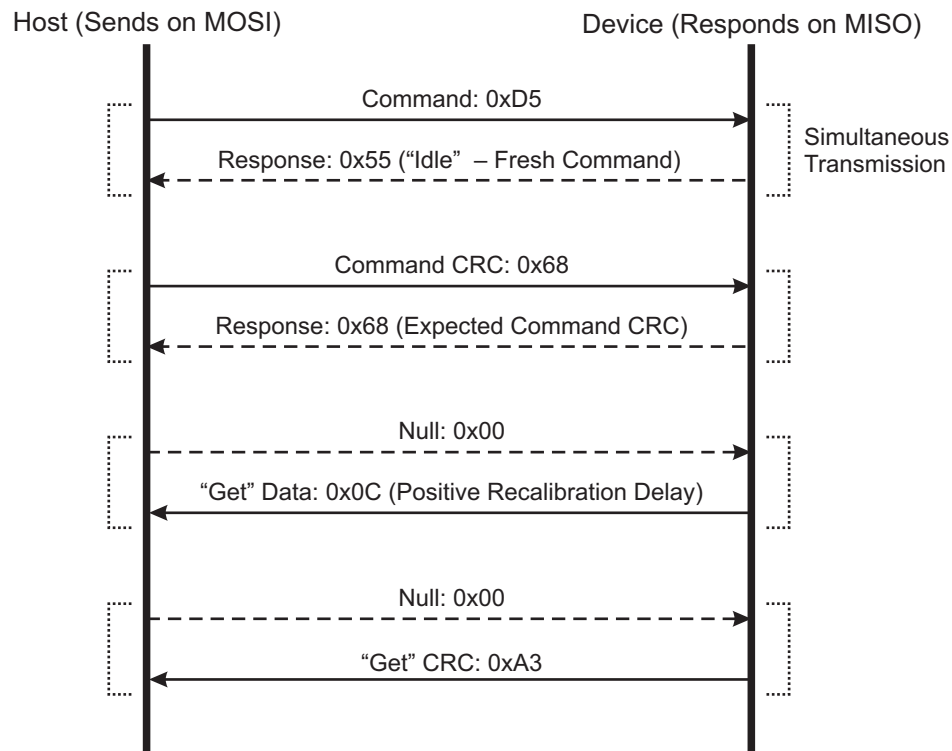 Host (Sends on MOSI)
Device (Responds on MISO)
Command: 0xD5
Simultaneous
Transmission
Response: 0x55 (“Idle” – Fresh Command)
Command CRC: 0x68
Response: 0x68 (Expected Command CRC)
Null: 0x00
“Get” Data: 0x0C (Positive Recalibration Delay)
Null: 0x00
“Get” CRC: 0xA3